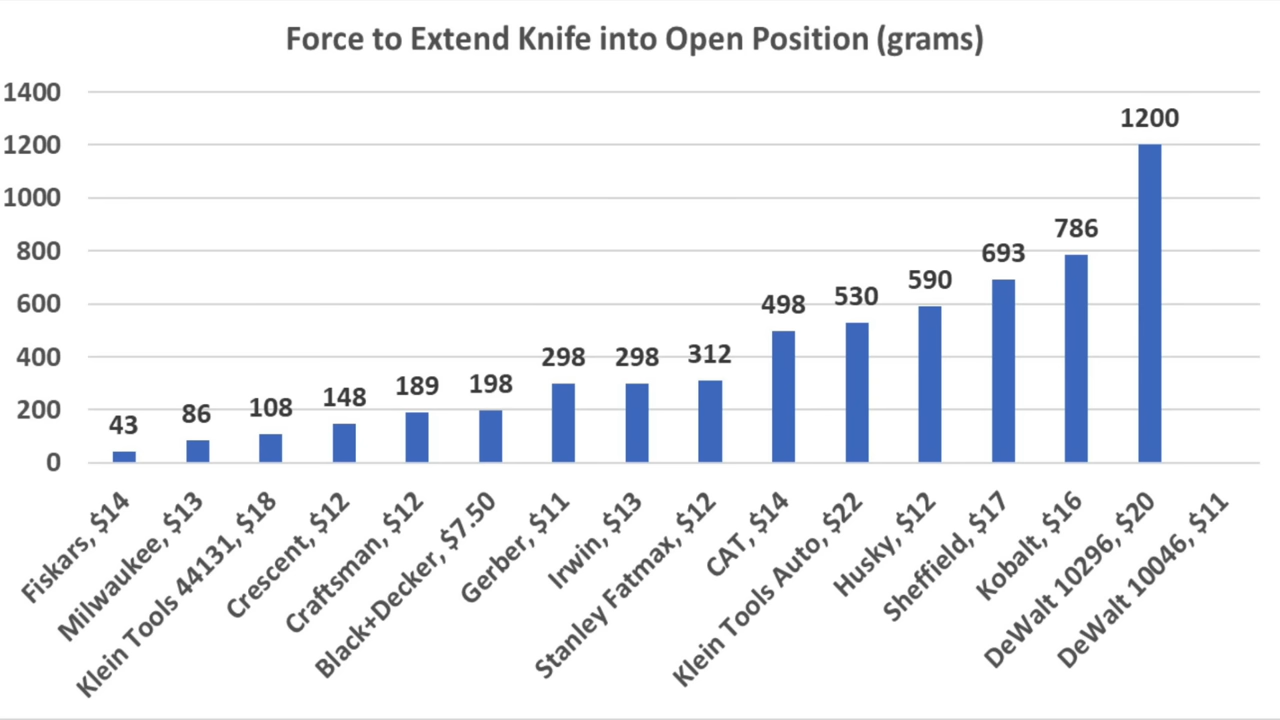 Force to Extend Knife into Open Position (grams)
1400
1200
1000
800
600
400
200
0
43
86
108
148
189
198
298
298
312
498
530
590
693
786
1200
Fiskars, $14
Milwaukee, $13
Klein Tools 44131, $18
Crescent, $12
Craftsman, $12
Black+Decker, $7.50
Gerber, $11
Irwin, $13
Stanley Fatmax, $12
CAT, $14
Klein Tools Auto, $22
Husky, $12
Sheffield, $17
Kobalt, $16
DeWalt 10296, $20
DeWalt 10046, $11